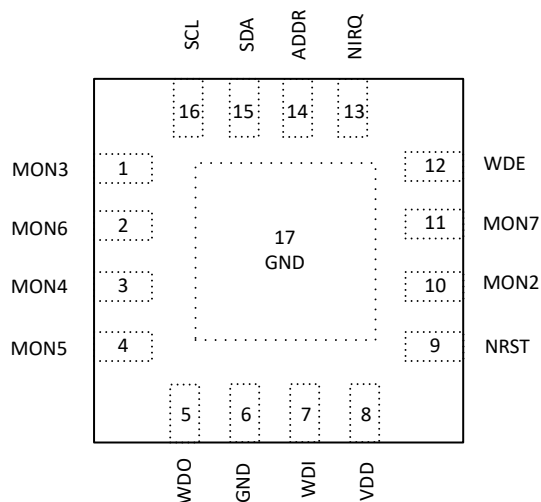 SCL SDA ADDR NIRQ
16 15 14 13
MON3 1 12 WDE
MON6 2 11 MON7
17
GND
MON4 3 10 MON2
MON5 4 9 NRST
5 6 7 8
WDO GND WDI VDD